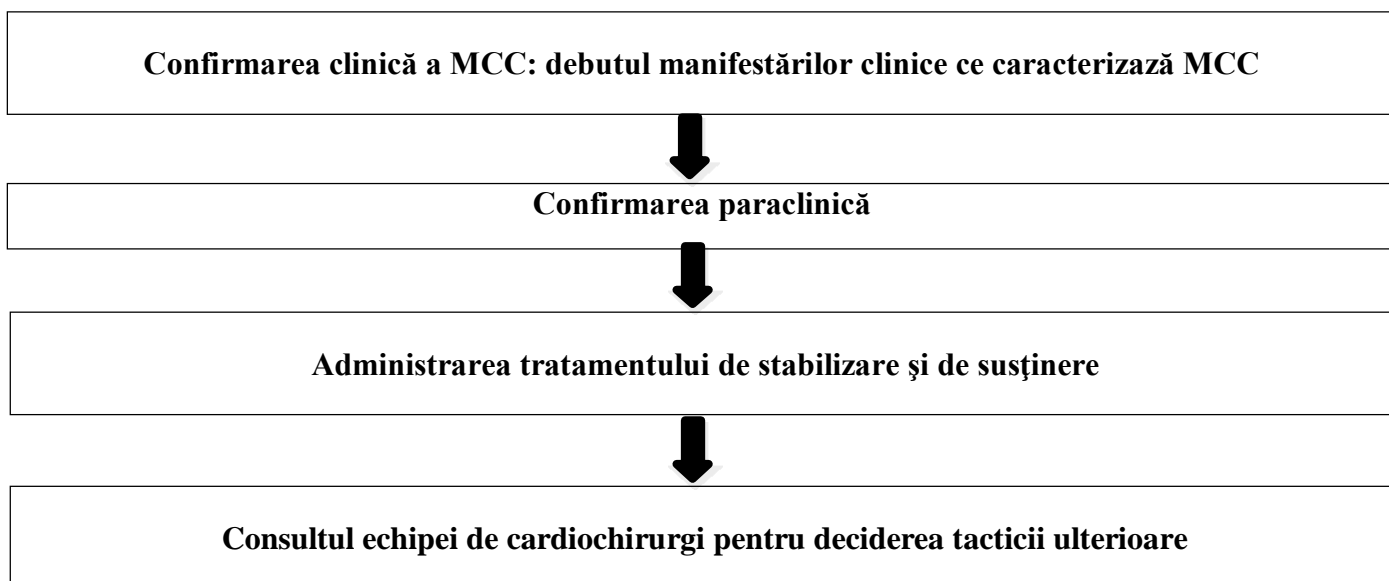 Confirmarea clinică a MCC: debutul manifestărilor clinice ce caracterizază MCC
Confirmarea paraclinică
Administrarea tratamentului de stabilizare şi de susţinere
Consultul echipei de cardiochirurgi pentru deciderea tacticii ulterioare